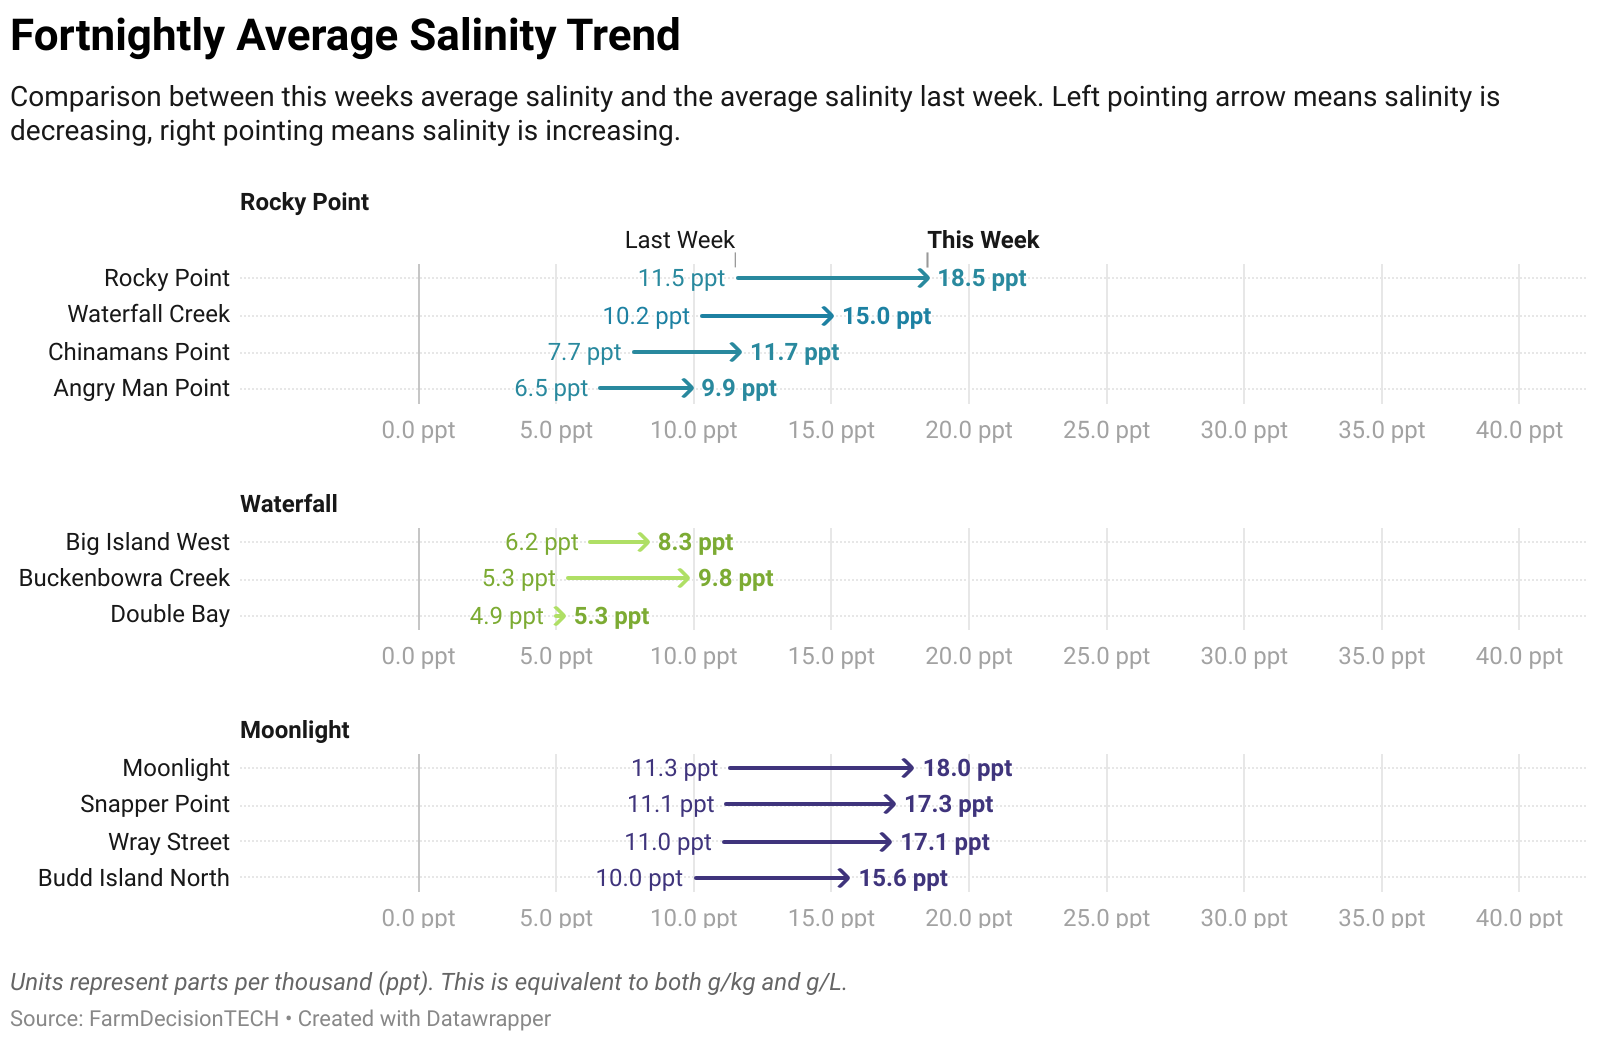 Fortnightly Average Salinity Trend
Comparison between this weeks average salinity and the average salinity last week. Left pointing arrow means salinity is
decreasing, right pointing means salinity is increasing.
Rocky Point
Last Week This Week
Rocky Point 11.5 ppt 18.5 ppt
Waterfall Creek 10.2 ppt 15.0 ppt
Chinamans Point 7.7 ppt 11.7 ppt
Angry Man Point 6.5 ppt 9.9 ppt
0.0 ppt 5.0 ppt 10.0 ppt 15.0 ppt 20.0 ppt 25.0 ppt 30.0 ppt 35.0 ppt 40.0 ppt
Waterfall
Big Island West 6.2 ppt 8.3 ppt
Buckenbowra Creek 5.3 ppt 9.8 ppt
Double Bay 4.9 ppt 5.3 ppt
0.0 ppt 5.0 ppt 10.0 ppt 15.0 ppt 20.0 ppt 25.0 ppt 30.0 ppt 35.0 ppt 40.0 ppt
Moonlight
Moonlight 11.3 ppt 18.0 ppt
Snapper Point 11.1 ppt 17.3 ppt
Wray Street 11.0 ppt 17.1 ppt
Budd Island North 10.0 ppt 15.6 ppt
0.0 ppt 5.0 ppt 10.0 ppt 15.0 ppt 20.0 ppt 25.0 ppt 30.0 ppt 35.0 ppt 40.0 ppt
Units represent parts per thousand (ppt). This is equivalent to both g/kg and g/L.
Source: FarmDecisionTECH • Created with Datawrapper